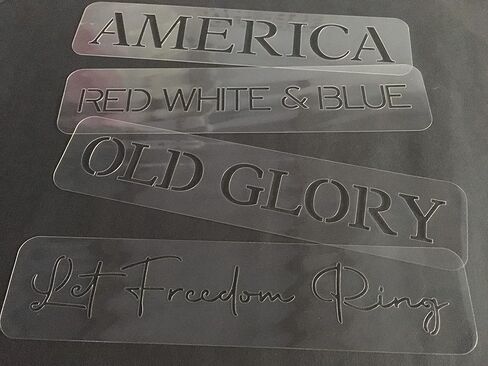 AMERICA
RED WHITE & BLUE
OLD GLORY
Let Freedom Ring